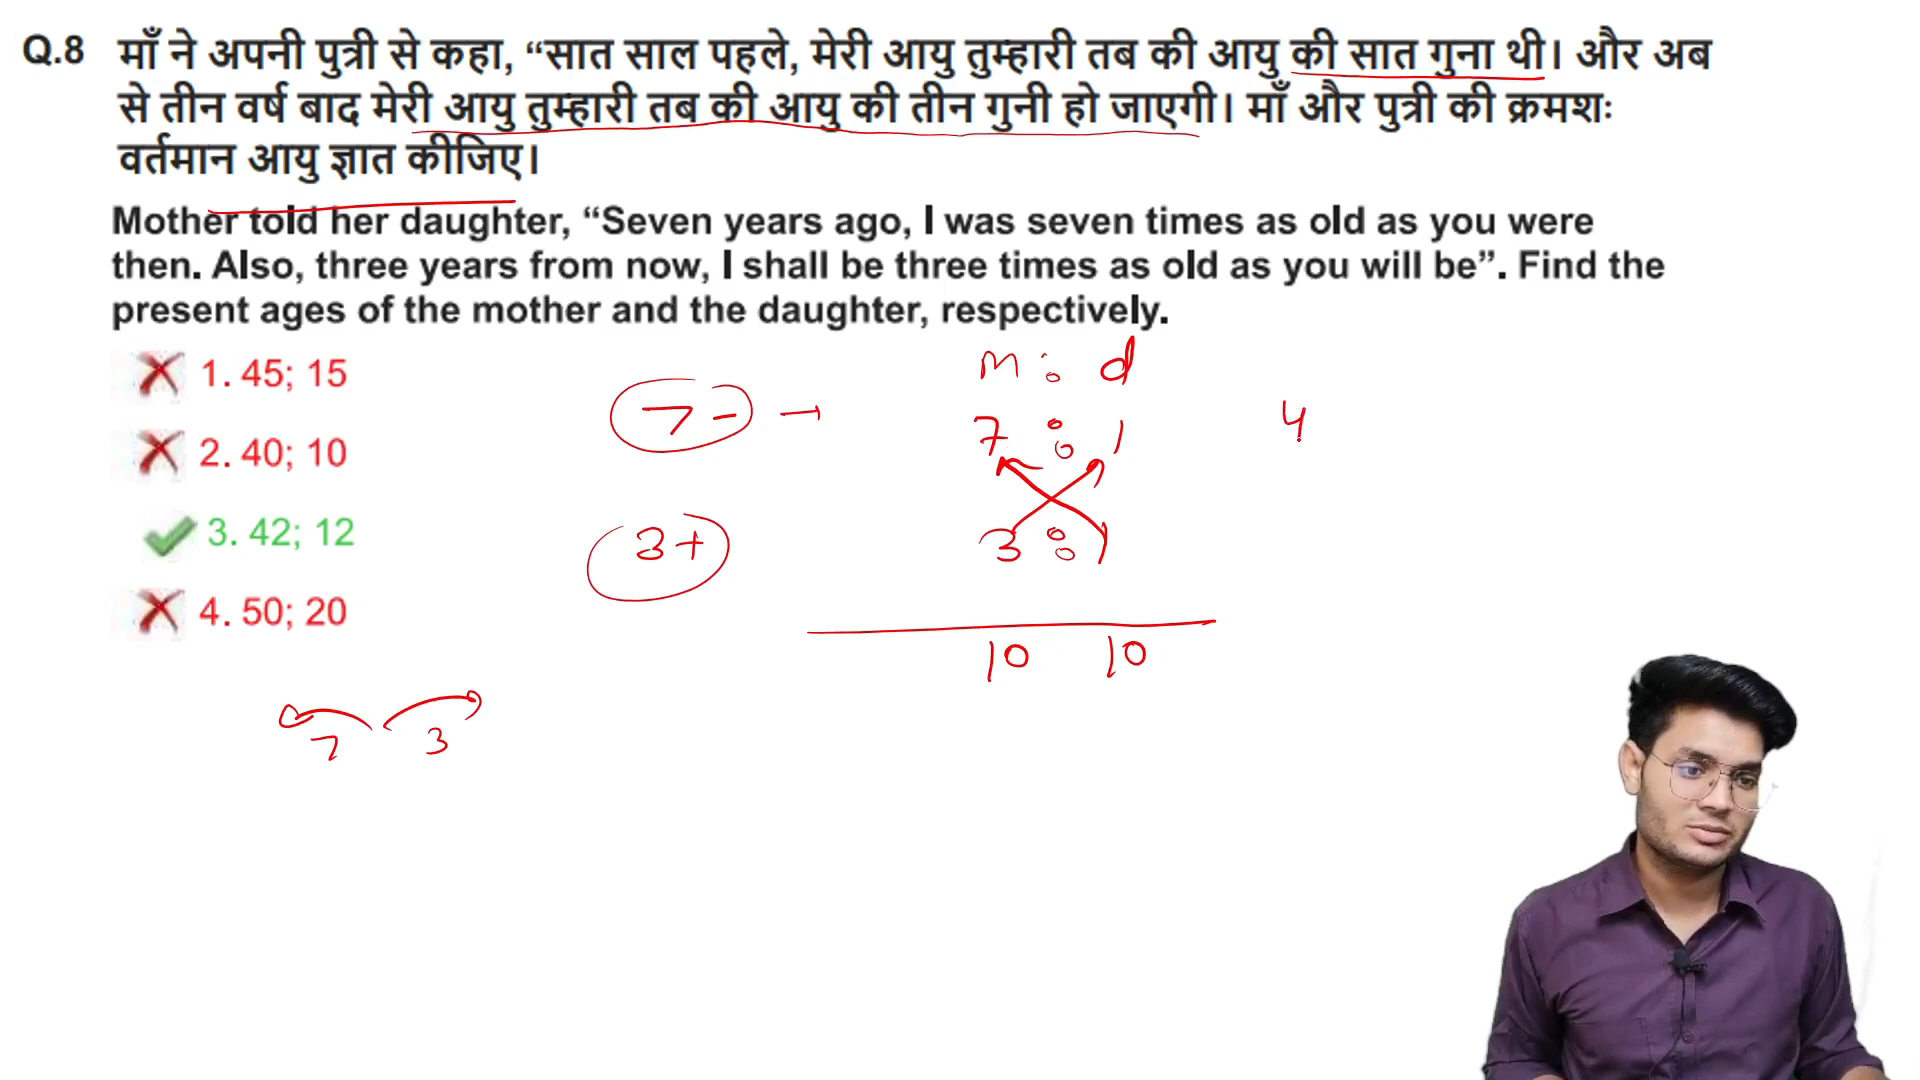 Q.8 माँ ने अपनी पुत्री से कहा, “सात साल पहले, मेरी आयु तुम्हारी तब की आयु की सात गुना थी। और अब
से तीन वर्ष बाद मेरी आयु तुम्हारी तब की आयु की तीन गुनी हो जाएगी। माँ और पुत्री की क्रमशः
वर्तमान आयु ज्ञात कीजिए।
Mother told her daughter, “Seven years ago, I was seven times as old as you were
then. Also, three years from now, I shall be three times as old as you will be”. Find the
present ages of the mother and the daughter, respectively.
1. 45; 15
2. 40; 10
3. 42; 12
4. 50; 20
m : d
7 - → 7 : 1 4
3+ 3 : 1
10 10
7 3